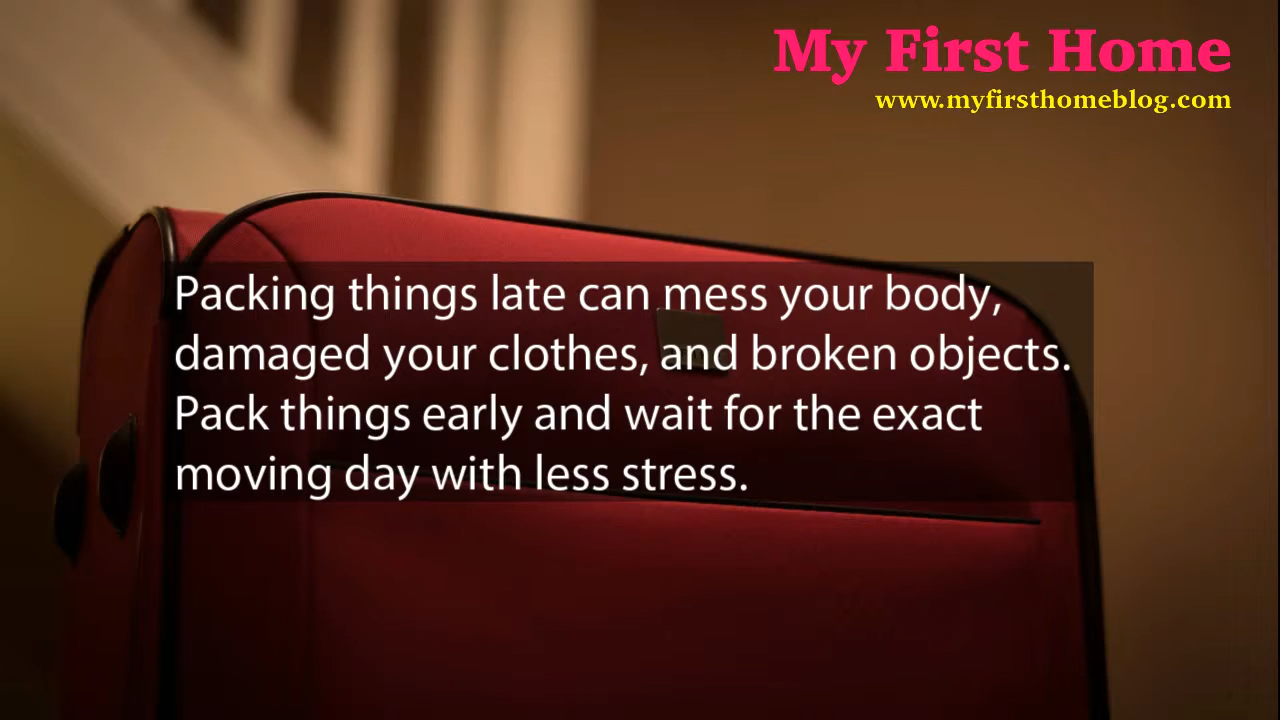 My First Home
www.myfirsthomeblog.com
Packing things late can mess your body,
damaged your clothes, and broken objects.
Pack things early and wait for the exact
moving day with less stress.